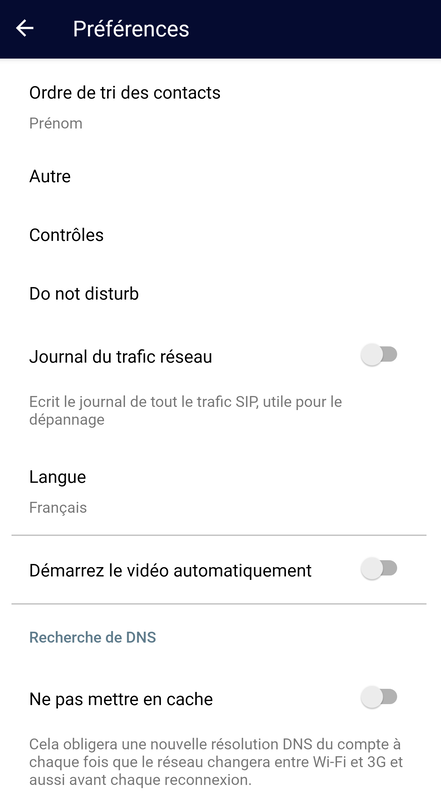 Préférences
Ordre de tri des contacts
Prénom
Autre
Contrôles
Do not disturb
Journal du trafic réseau
Ecrit le journal de tout le trafic SIP, utile pour le
dépannage
Langue
Français
Démarrez le vidéo automatiquement
Recherche de DNS
Ne pas mettre en cache
Cela obligera une nouvelle résolution DNS du compte à
chaque fois que le réseau changera entre Wi-Fi et 3G et
aussi avant chaque reconnexion.